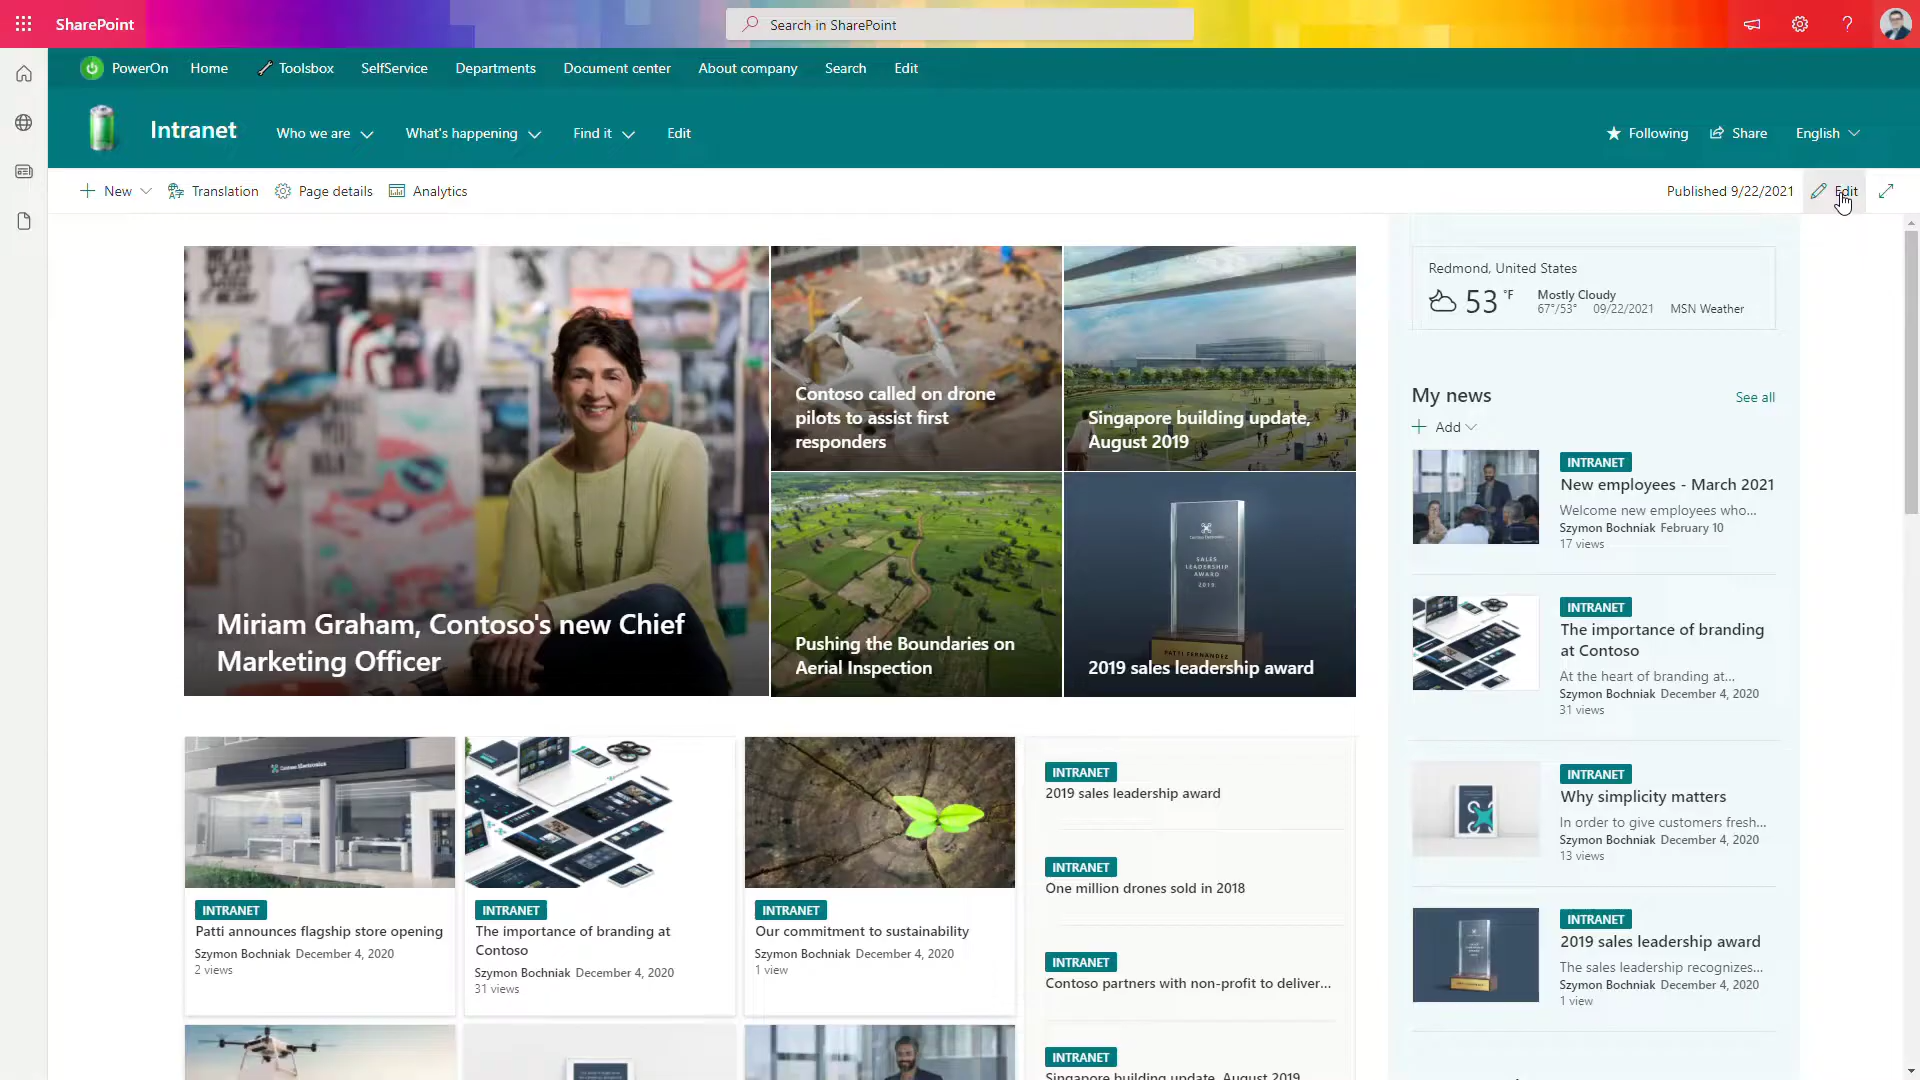 SharePoint
Search in SharePoint
PowerOn
Home
Toolsbox
SelfService
Departments
Document center
About company
Search
Edit
Intranet
Who we are
What's happening
Find it
Edit
Following
Share
English
New
Translation
Page details
Analytics
Published 9/22/2021
Edit
Miriam Graham, Contoso's new Chief
Marketing Officer
Contoso called on drone
pilots to assist first
responders
Singapore building update,
August 2019
Pushing the Boundaries on
Aerial Inspection
SALES
LEADERSHIP
AWARD
2019
PATTI FERNANDEZ
2019 sales leadership award
Redmond, United States
53 °F
Mostly Cloudy
67°/53° 09/22/2021 MSN Weather
My news
See all
Add
INTRANET
New employees - March 2021
Welcome new employees who...
Szymon Bochniak February 10
17 views
INTRANET
The importance of branding
at Contoso
At the heart of branding at...
Szymon Bochniak December 4, 2020
31 views
INTRANET
Why simplicity matters
In order to give customers fresh...
Szymon Bochniak December 4, 2020
13 views
INTRANET
2019 sales leadership award
The sales leadership recognizes...
Szymon Bochniak December 4, 2020
1 view
Contoso Electronics
INTRANET
Patti announces flagship store opening
Szymon Bochniak December 4, 2020
2 views
INTRANET
The importance of branding at
Contoso
Szymon Bochniak December 4, 2020
31 views
INTRANET
Our commitment to sustainability
Szymon Bochniak December 4, 2020
1 view
INTRANET
2019 sales leadership award
INTRANET
One million drones sold in 2018
INTRANET
Contoso partners with non-profit to deliver...
INTRANET
Singapore building update, August 2019